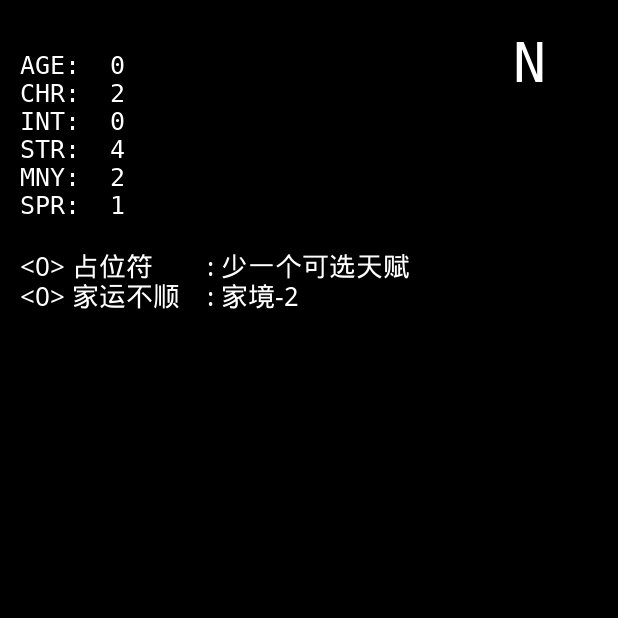 N
AGE: 0
CHR: 2
INT: 0
STR: 4
MNY: 2
SPR: 1
<O> 占位符 : 少一个可选天赋
<O> 家运不顺 : 家境-2